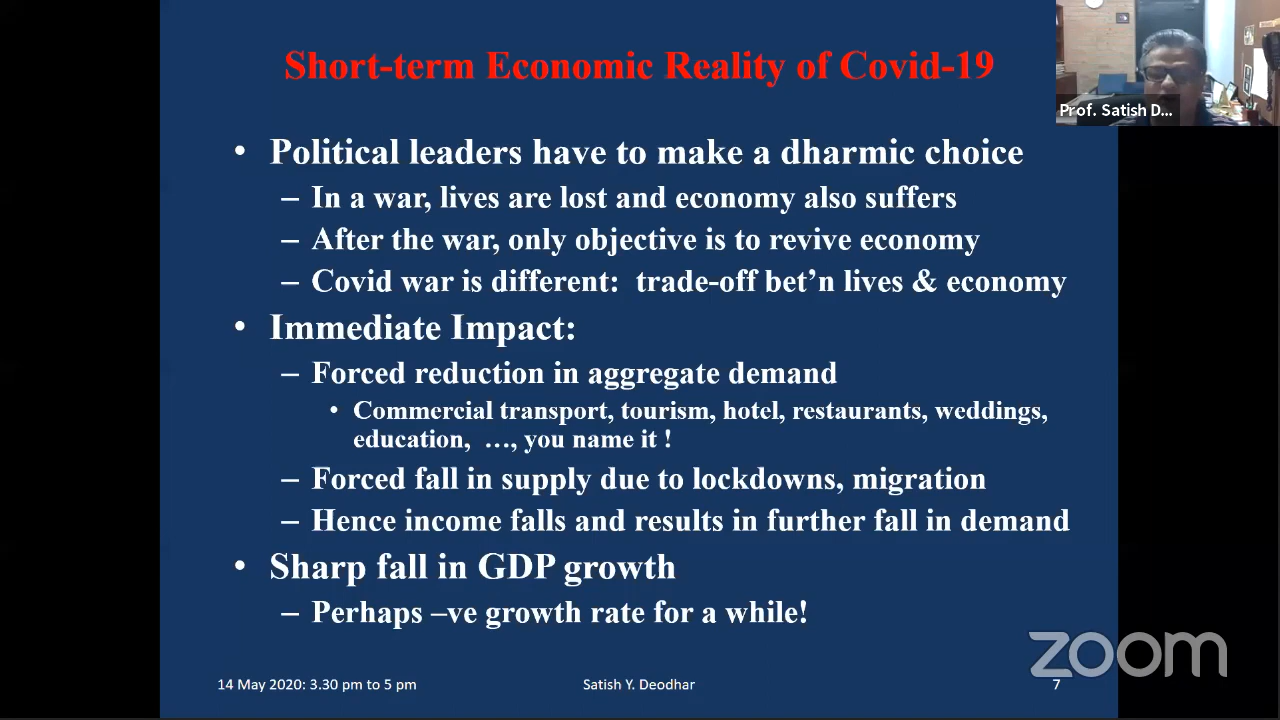 Short-term Economic Reality of Covid-19
Prof. Satish D...
• Political leaders have to make a dharmic choice
– In a war, lives are lost and economy also suffers
– After the war, only objective is to revive economy
– Covid war is different: trade-off bet’n lives & economy
• Immediate Impact:
– Forced reduction in aggregate demand
• Commercial transport, tourism, hotel, restaurants, weddings,
education, …, you name it !
– Forced fall in supply due to lockdowns, migration
– Hence income falls and results in further fall in demand
• Sharp fall in GDP growth
– Perhaps –ve growth rate for a while!
zoom
14 May 2020: 3.30 pm to 5 pm
Satish Y. Deodhar
7